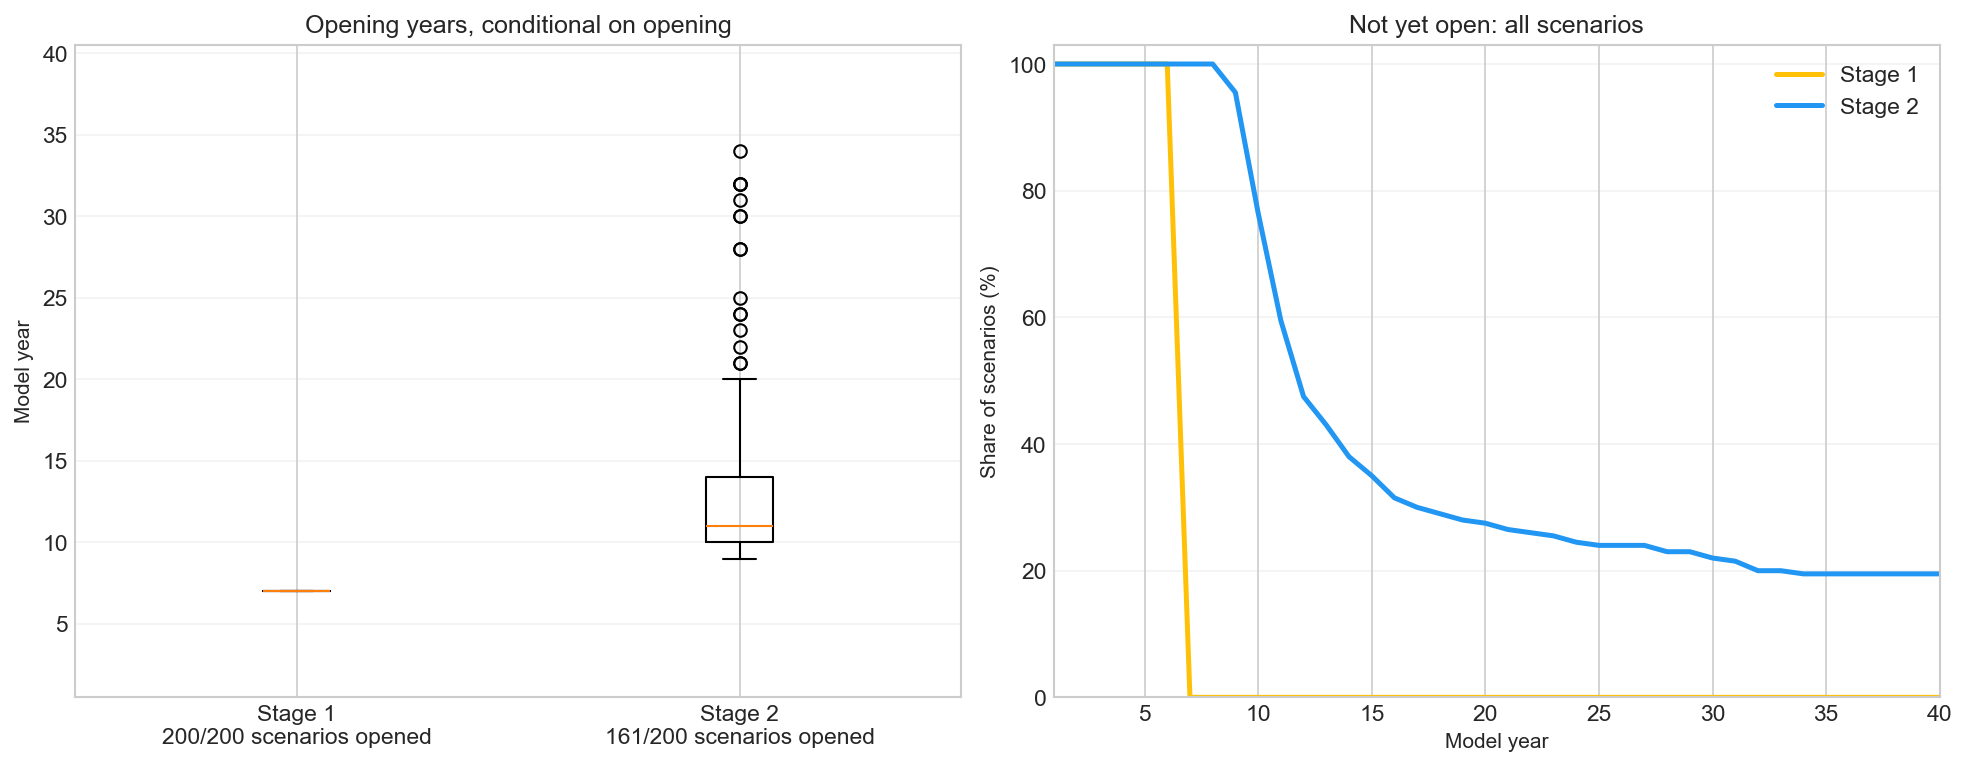 Opening years, conditional on opening
Model year
40
35
30
25
20
15
10
5
Stage 1
200/200 scenarios opened
Stage 2
161/200 scenarios opened
Not yet open: all scenarios
Share of scenarios (%)
100
80
60
40
20
0
Stage 1
Stage 2
5 10 15 20 25 30 35 40
Model year